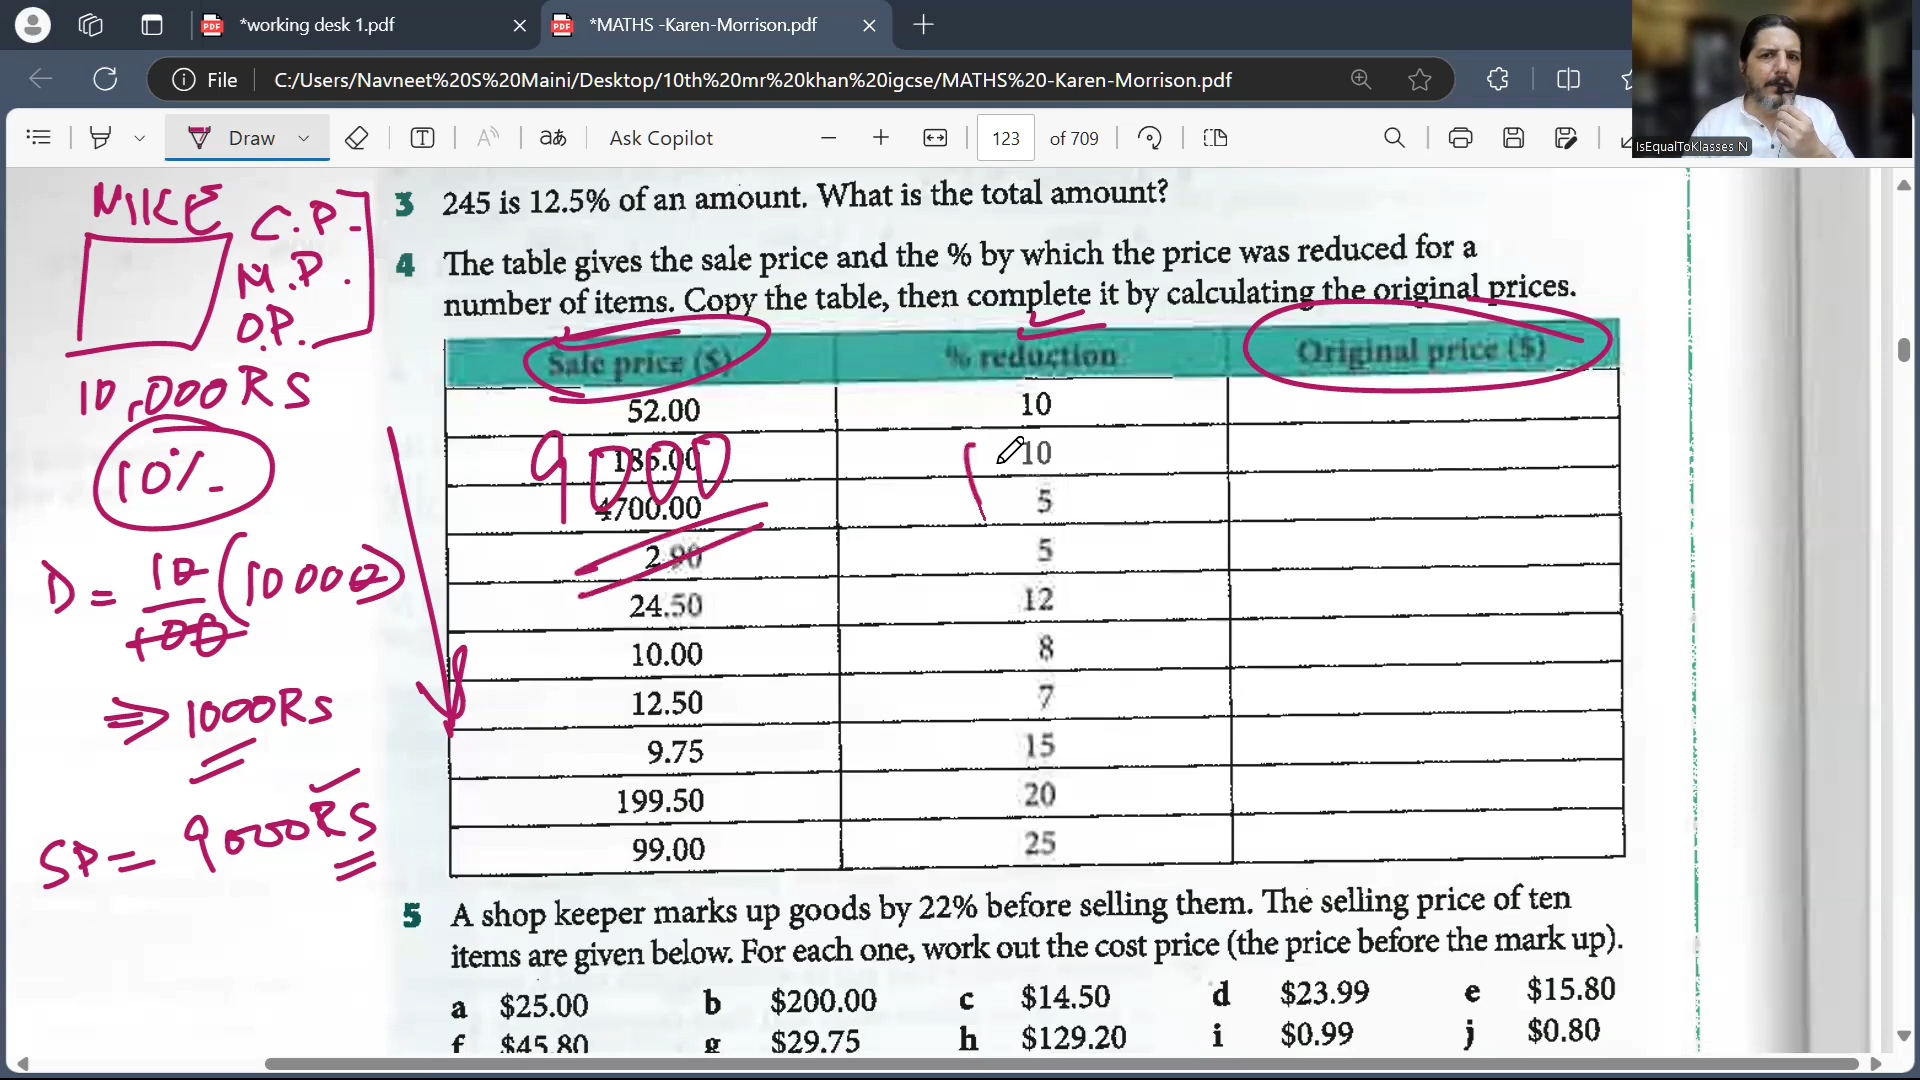 *working desk 1.pdf
*MATHS -Karen-Morrison.pdf
File
C:/Users/Navneet%20S%20Maini/Desktop/10th%20mr%20khan%20igcse/MATHS%20-Karen-Morrison.pdf
IsEqualToKlasses N
Draw
aあ
Ask Copilot
123 of 709
MIKE
C.P.
M.P.
O.P.
10,000 RS
10%
D = 10/100 (10000)
⇒ 1000 Rs
SP = 9000 RS
3 245 is 12.5% of an amount. What is the total amount?
4 The table gives the sale price and the % by which the price was reduced for a
number of items. Copy the table, then complete it by calculating the original prices.
Sale price ($) % reduction Original price ($)
52.00 10
185.00 10
9000
4700.00 5
2.90 5
24.50 12
10.00 8
12.50 7
9.75 15
199.50 20
99.00 25
5 A shop keeper marks up goods by 22% before selling them. The selling price of ten
items are given below. For each one, work out the cost price (the price before the mark up).
a $25.00 b $200.00 c $14.50 d $23.99 e $15.80
f $45.80 g $29.75 h $129.20 i $0.99 j $0.80